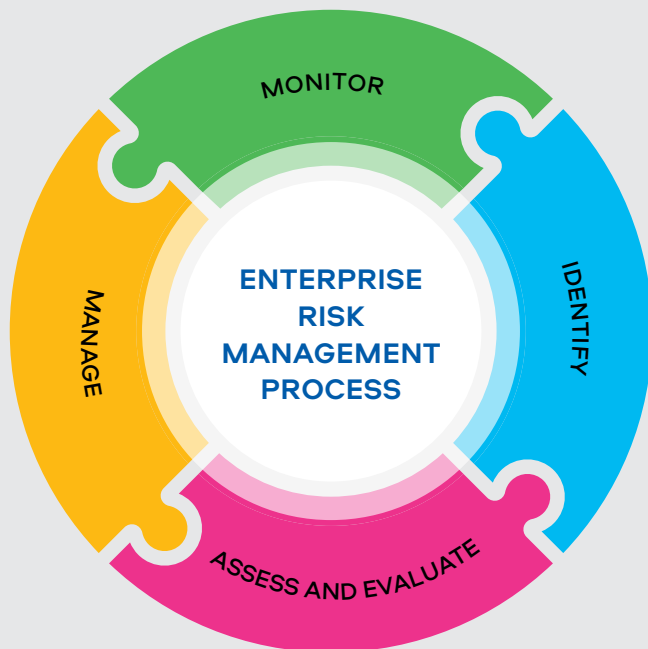 MONITOR
IDENTIFY
ASSESS AND EVALUATE
MANAGE
ENTERPRISE
RISK
MANAGEMENT
PROCESS